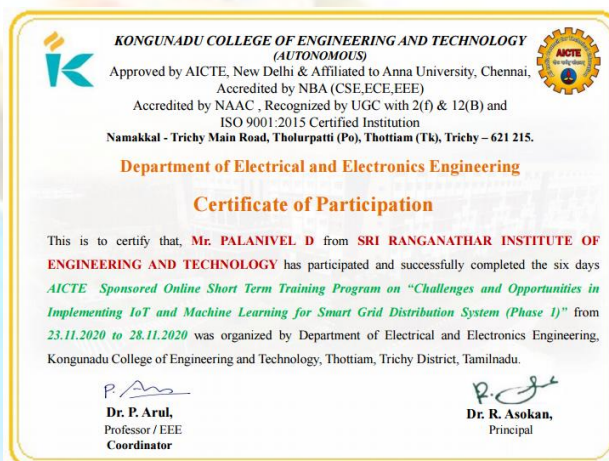 KONGUNADU COLLEGE OF ENGINEERING AND TECHNOLOGY
(AUTONOMOUS)
Approved by AICTE, New Delhi & Affiliated to Anna University, Chennai,
Accredited by NBA (CSE,ECE,EEE)
Accredited by NAAC , Recognized by UGC with 2(f) & 12(B) and
ISO 9001:2015 Certified Institution
Namakkal - Trichy Main Road, Tholurpatti (Po), Thottiam (Tk), Trichy – 621 215.
AICTE
Department of Electrical and Electronics Engineering
Certificate of Participation
This is to certify that, Mr. PALANIVEL D from SRI RANGANATHAR INSTITUTE OF
ENGINEERING AND TECHNOLOGY has participated and successfully completed the six days
AICTE Sponsored Online Short Term Training Program on “Challenges and Opportunities in
Implementing IoT and Machine Learning for Smart Grid Distribution System (Phase I)” from
23.11.2020 to 28.11.2020 was organized by Department of Electrical and Electronics Engineering,
Kongunadu College of Engineering and Technology, Thottiam, Trichy District, Tamilnadu.
Dr. P. Arul,
Professor / EEE
Coordinator
Dr. R. Asokan,
Principal